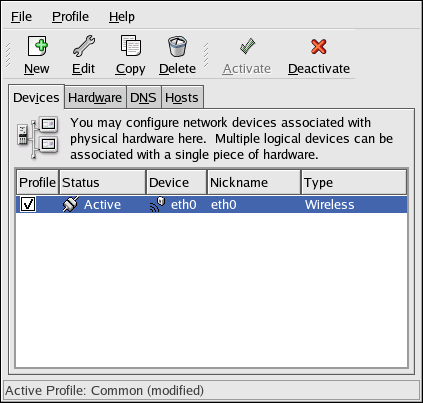 File Profile Help
New Edit Copy Delete Activate Deactivate
Devices Hardware DNS Hosts
You may configure network devices associated with
physical hardware here.  Multiple logical devices can be
associated with a single piece of hardware.
Profile Status Device Nickname Type
Active eth0 eth0 Wireless
Active Profile: Common (modified)